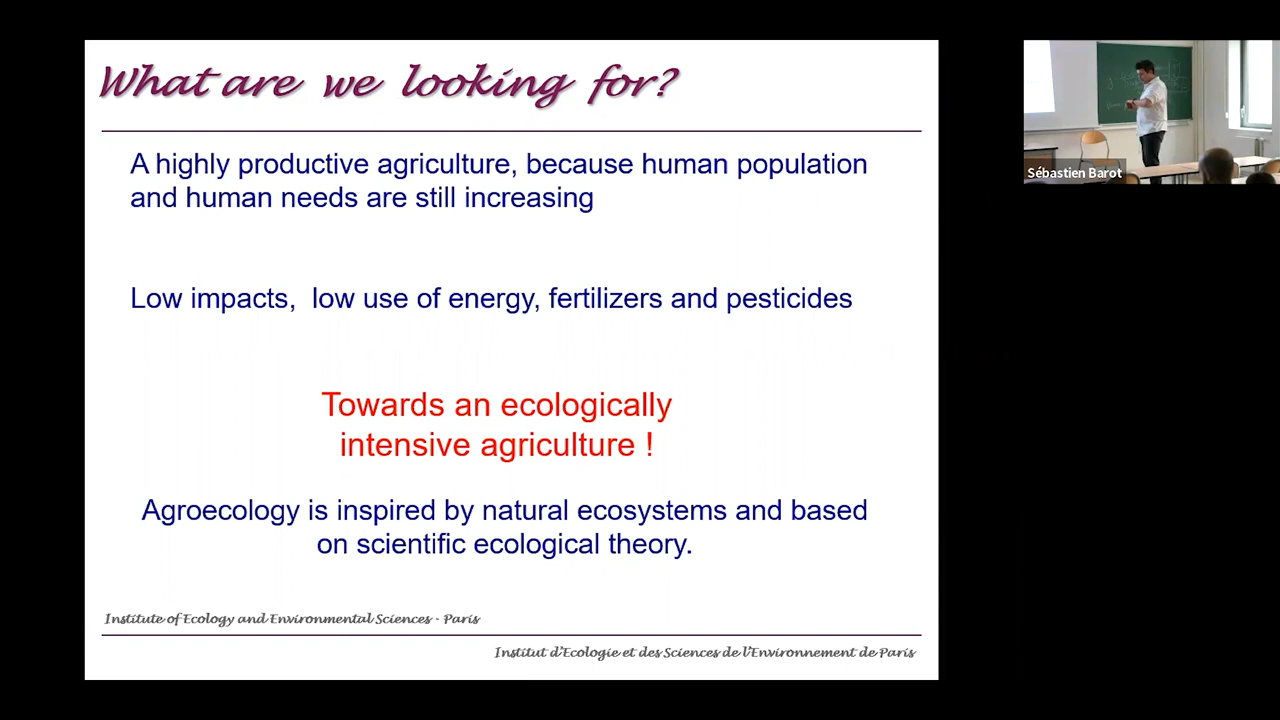 What are we looking for?
A highly productive agriculture, because human population
and human needs are still increasing
Low impacts, low use of energy, fertilizers and pesticides
Towards an ecologically
intensive agriculture !
Agroecology is inspired by natural ecosystems and based
on scientific ecological theory.
Institute of Ecology and Environmental Sciences - Paris
Institut d'Ecologie et des Sciences de l'Environnement de Paris
Sébastien Barot